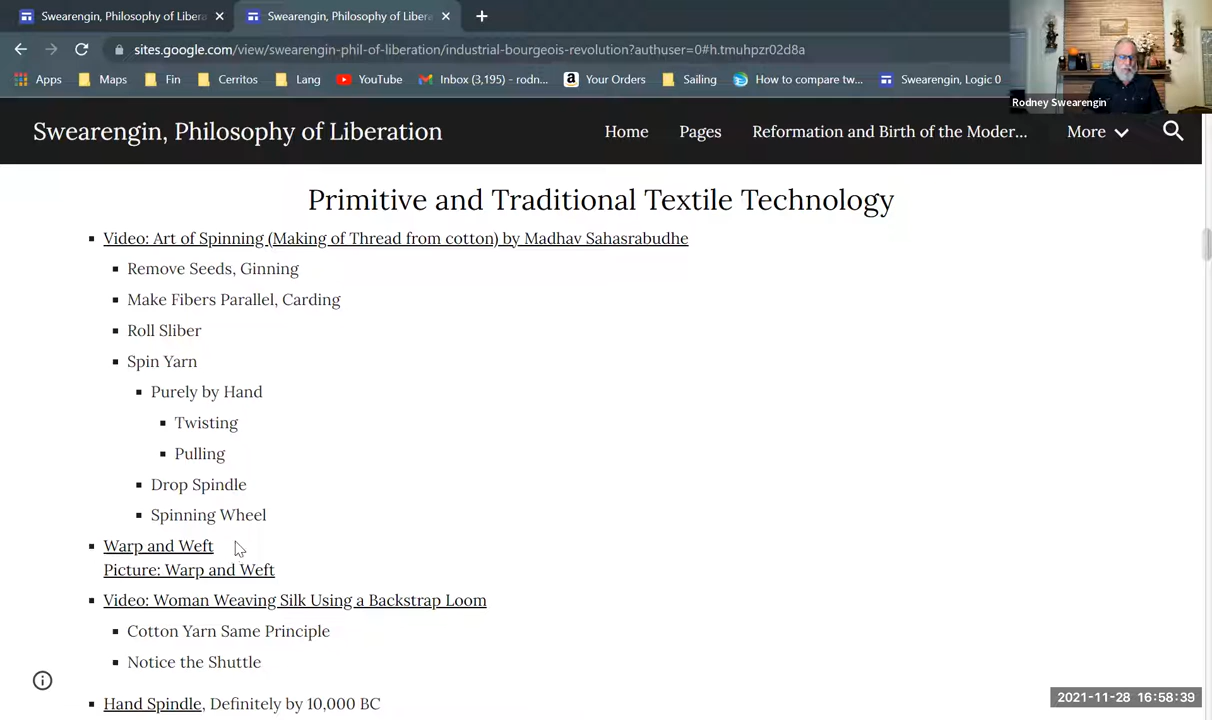 Swearengin, Philosophy of Libera
Swearengin, Philosophy of Libera
sites.google.com/view/swearengin-phil-of-liberation/industrial-bourgeois-revolution?authuser=0#h.tmuhpzr02d8a
Apps Maps Fin Cerritos Lang YouTube Inbox (3,195) - rodn... Your Orders Sailing How to compare tw... Swearengin, Logic 0
Rodney Swearengin
Swearengin, Philosophy of Liberation Home Pages Reformation and Birth of the Moder... More
Primitive and Traditional Textile Technology
Video: Art of Spinning (Making of Thread from cotton) by Madhav Sahasrabudhe
Remove Seeds, Ginning
Make Fibers Parallel, Carding
Roll Sliber
Spin Yarn
Purely by Hand
Twisting
Pulling
Drop Spindle
Spinning Wheel
Warp and Weft
Picture: Warp and Weft
Video: Woman Weaving Silk Using a Backstrap Loom
Cotton Yarn Same Principle
Notice the Shuttle
Hand Spindle, Definitely by 10,000 BC
2021-11-28 16:58:39